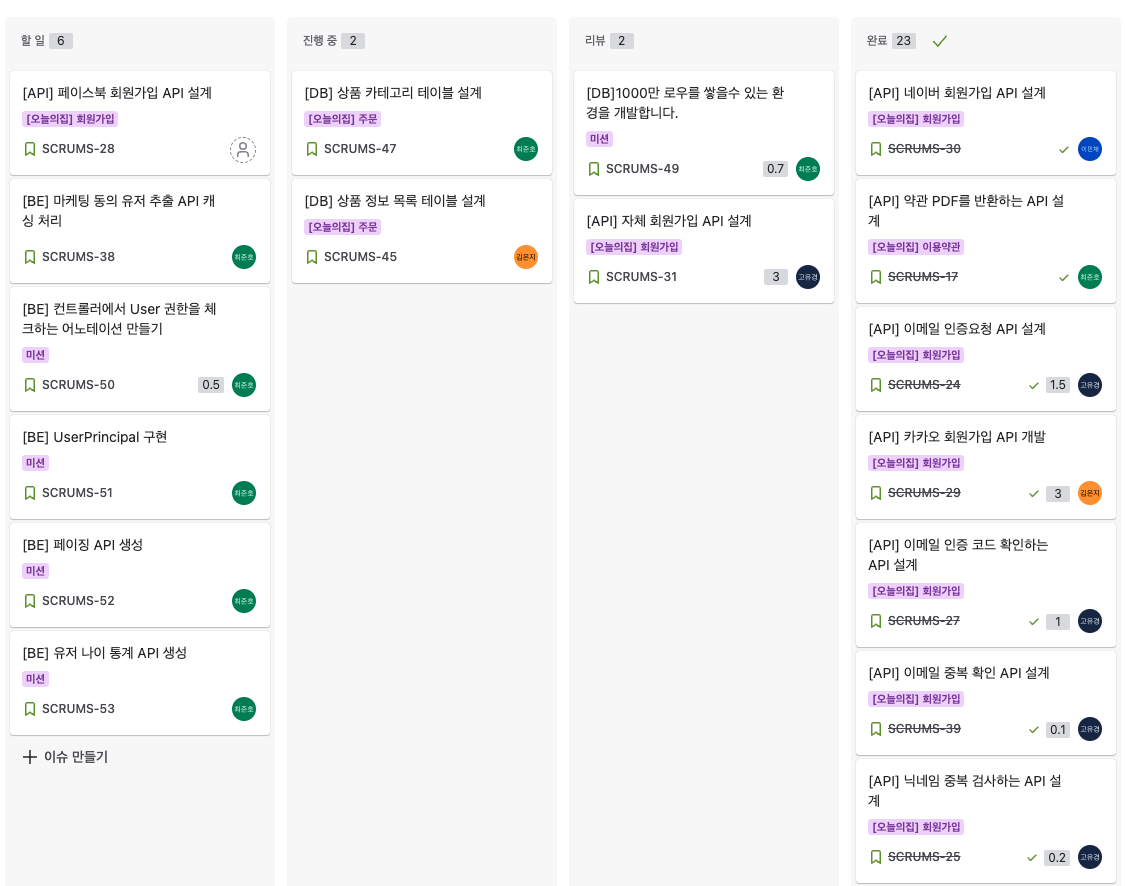 할 일 6
[API] 페이스북 회원가입 API 설계
[오늘의집] 회원가입
SCRUMS-28
[BE] 마케팅 동의 유저 추출 API 캐
싱 처리
SCRUMS-38 최준호
[BE] 컨트롤러에서 User 권한을 체
크하는 어노테이션 만들기
미션
SCRUMS-50 0.5 최준호
[BE] UserPrincipal 구현
미션
SCRUMS-51 최준호
[BE] 페이징 API 생성
미션
SCRUMS-52 최준호
[BE] 유저 나이 통계 API 생성
미션
SCRUMS-53 최준호
이슈 만들기
진행 중 2
[DB] 상품 카테고리 테이블 설계
[오늘의집] 주문
SCRUMS-47 최준호
[DB] 상품 정보 목록 테이블 설계
[오늘의집] 주문
SCRUMS-45 김은지
리뷰 2
[DB]1000만 로우를 쌓을수 있는 환
경을 개발합니다.
미션
SCRUMS-49 0.7 최준호
[API] 자체 회원가입 API 설계
[오늘의집] 회원가입
SCRUMS-31 3 고유경
완료 23
[API] 네이버 회원가입 API 설계
[오늘의집] 회원가입
SCRUMS-30 이민재
[API] 약관 PDF를 반환하는 API 설
계
[오늘의집] 이용약관
SCRUMS-17 최준호
[API] 이메일 인증요청 API 설계
[오늘의집] 회원가입
SCRUMS-24 1.5 고유경
[API] 카카오 회원가입 API 개발
[오늘의집] 회원가입
SCRUMS-29 3 김은지
[API] 이메일 인증 코드 확인하는
API 설계
[오늘의집] 회원가입
SCRUMS-27 1 고유경
[API] 이메일 중복 확인 API 설계
[오늘의집] 회원가입
SCRUMS-39 0.1 고유경
[API] 닉네임 중복 검사하는 API 설
계
[오늘의집] 회원가입
SCRUMS-25 0.2 고유경